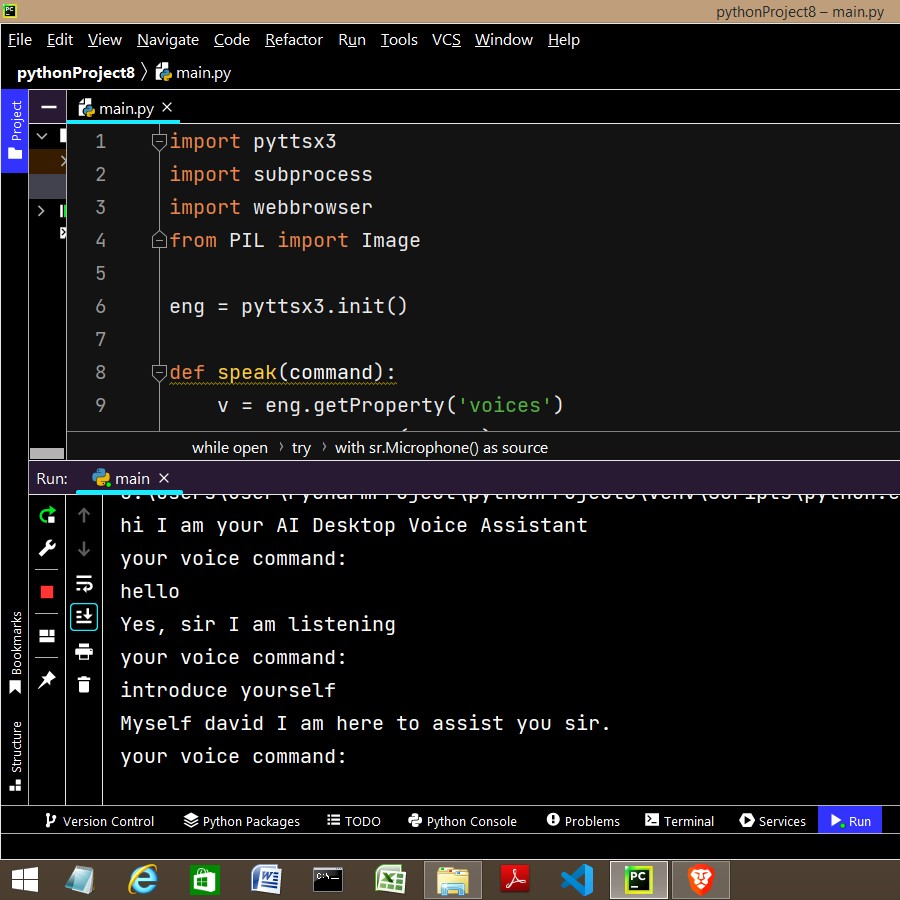 pythonProject8 – main.py
File Edit View Navigate Code Refactor Run Tools VCS Window Help
pythonProject8 main.py
Project
main.py
1 import pyttsx3
2 import subprocess
3 import webbrowser
4 from PIL import Image
5
6 eng = pyttsx3.init()
7
8 def speak(command):
9 v = eng.getProperty('voices')
while open › try › with sr.Microphone() as source
Run: main
hi I am your AI Desktop Voice Assistant
your voice command:
hello
Yes, sir I am listening
your voice command:
introduce yourself
Myself david I am here to assist you sir.
your voice command:
Bookmarks
Structure
Version Control Python Packages TODO Python Console Problems Terminal Services Run
PC